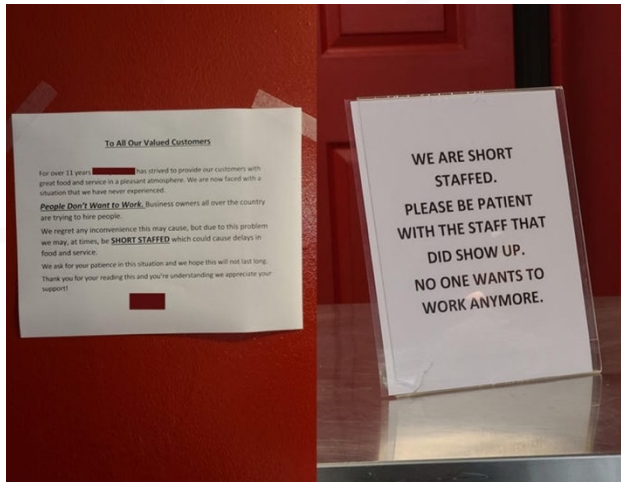 To All Our Valued Customers
For over 11 years has strived to provide our customers with
great food and service in a pleasant atmosphere. We are now faced with a
situation that we have never experienced.
People Don't Want to Work. Business owners all over the country
are trying to hire people.
We regret any inconvenience this may cause, but due to this problem
we may, at times, be SHORT STAFFED which could cause delays in
food and service.
We ask for your patience in this situation and we hope this will not last long.
Thank you for your reading this and you're understanding we appreciate your
support!
WE ARE SHORT
STAFFED.
PLEASE BE PATIENT
WITH THE STAFF THAT
DID SHOW UP.
NO ONE WANTS TO
WORK ANYMORE.